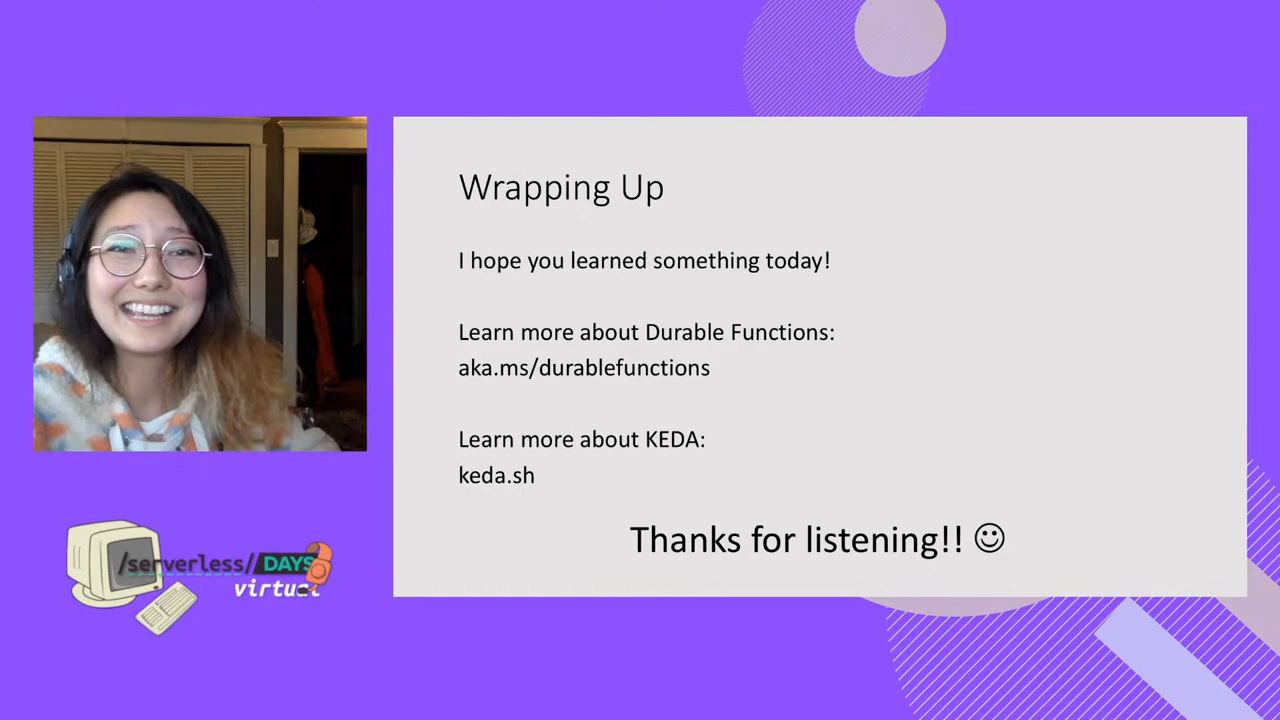 Wrapping Up
I hope you learned something today!
Learn more about Durable Functions:
aka.ms/durablefunctions
Learn more about KEDA:
keda.sh
Thanks for listening!! ☺
/serverless/DAYS
virtual